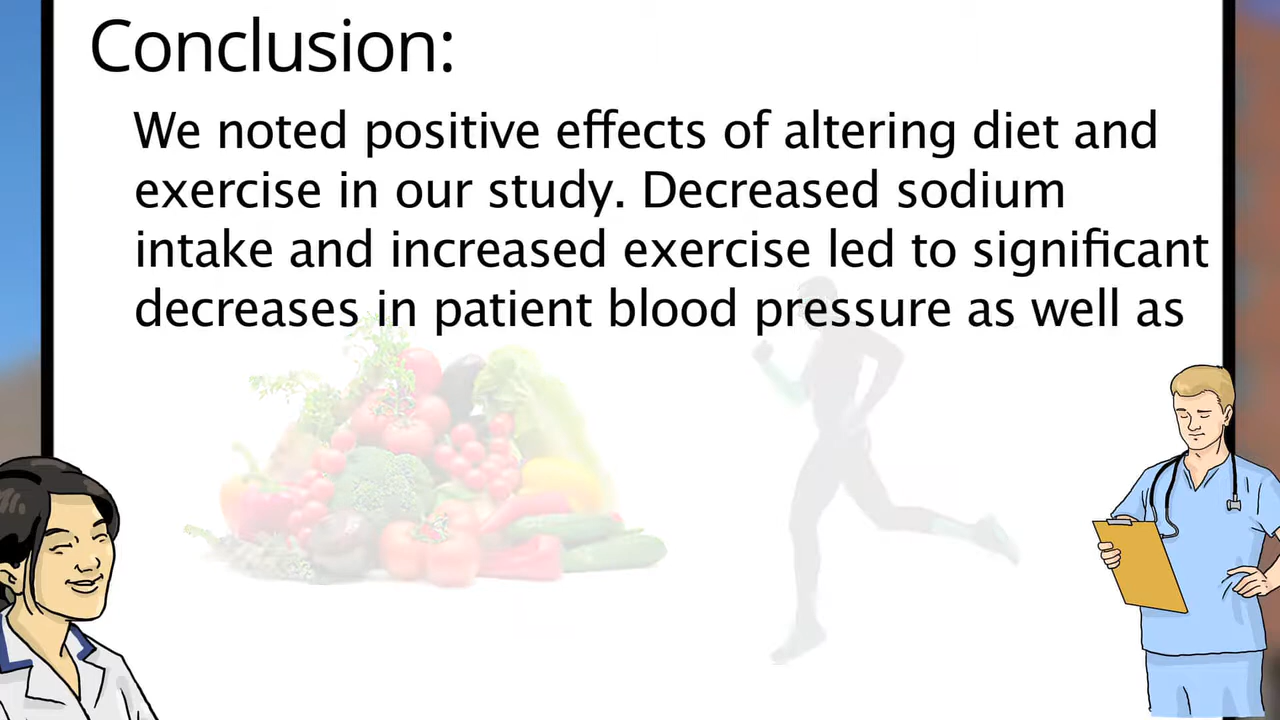 Conclusion:
We noted positive effects of altering diet and
exercise in our study. Decreased sodium
intake and increased exercise led to significant
decreases in patient blood pressure as well as